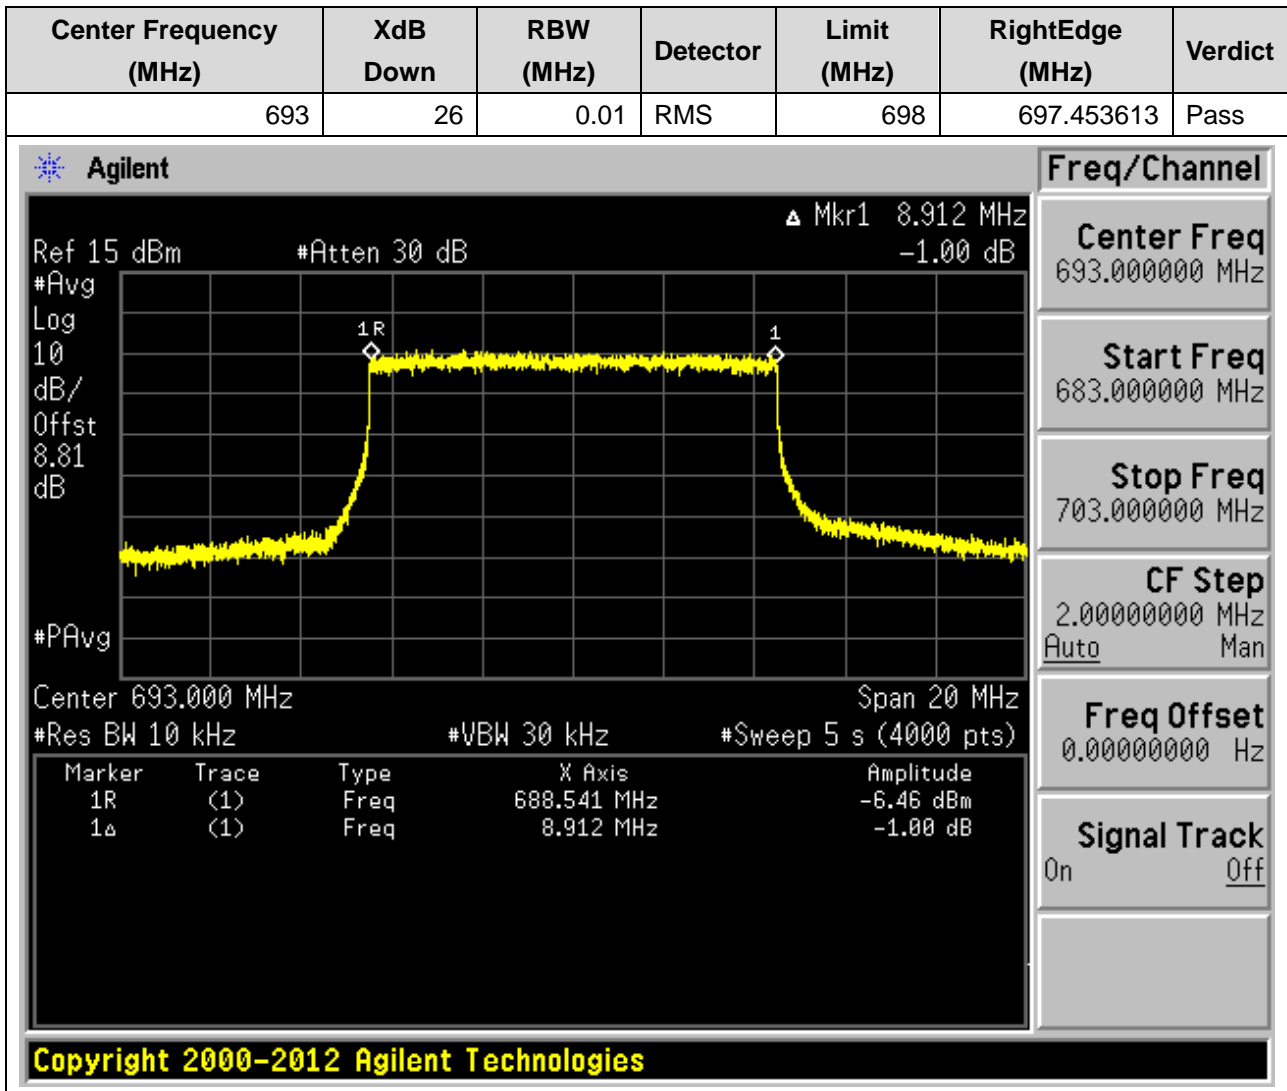 Center Frequency (MHz) XdB Down RBW (MHz) Detector Limit (MHz) RightEdge (MHz) Verdict
693 26 0.01 RMS 698 697.453613 Pass
Agilent
Freq/Channel
Δ Mkr1 8.912 MHz
Ref 15 dBm #Atten 30 dB -1.00 dB
#Avg
Log
10
dB/
Offst
8.81
dB
#PAvg
1R
1
Center 693.000 MHz Span 20 MHz
#Res BW 10 kHz #VBW 30 kHz #Sweep 5 s (4000 pts)
Marker Trace Type X Axis Amplitude
1R (1) Freq 688.541 MHz -6.46 dBm
1Δ (1) Freq 8.912 MHz -1.00 dB
Center Freq
693.000000 MHz
Start Freq
683.000000 MHz
Stop Freq
703.000000 MHz
CF Step
2.00000000 MHz
Auto Man
Freq Offset
0.00000000 Hz
Signal Track
On Off
Copyright 2000-2012 Agilent Technologies